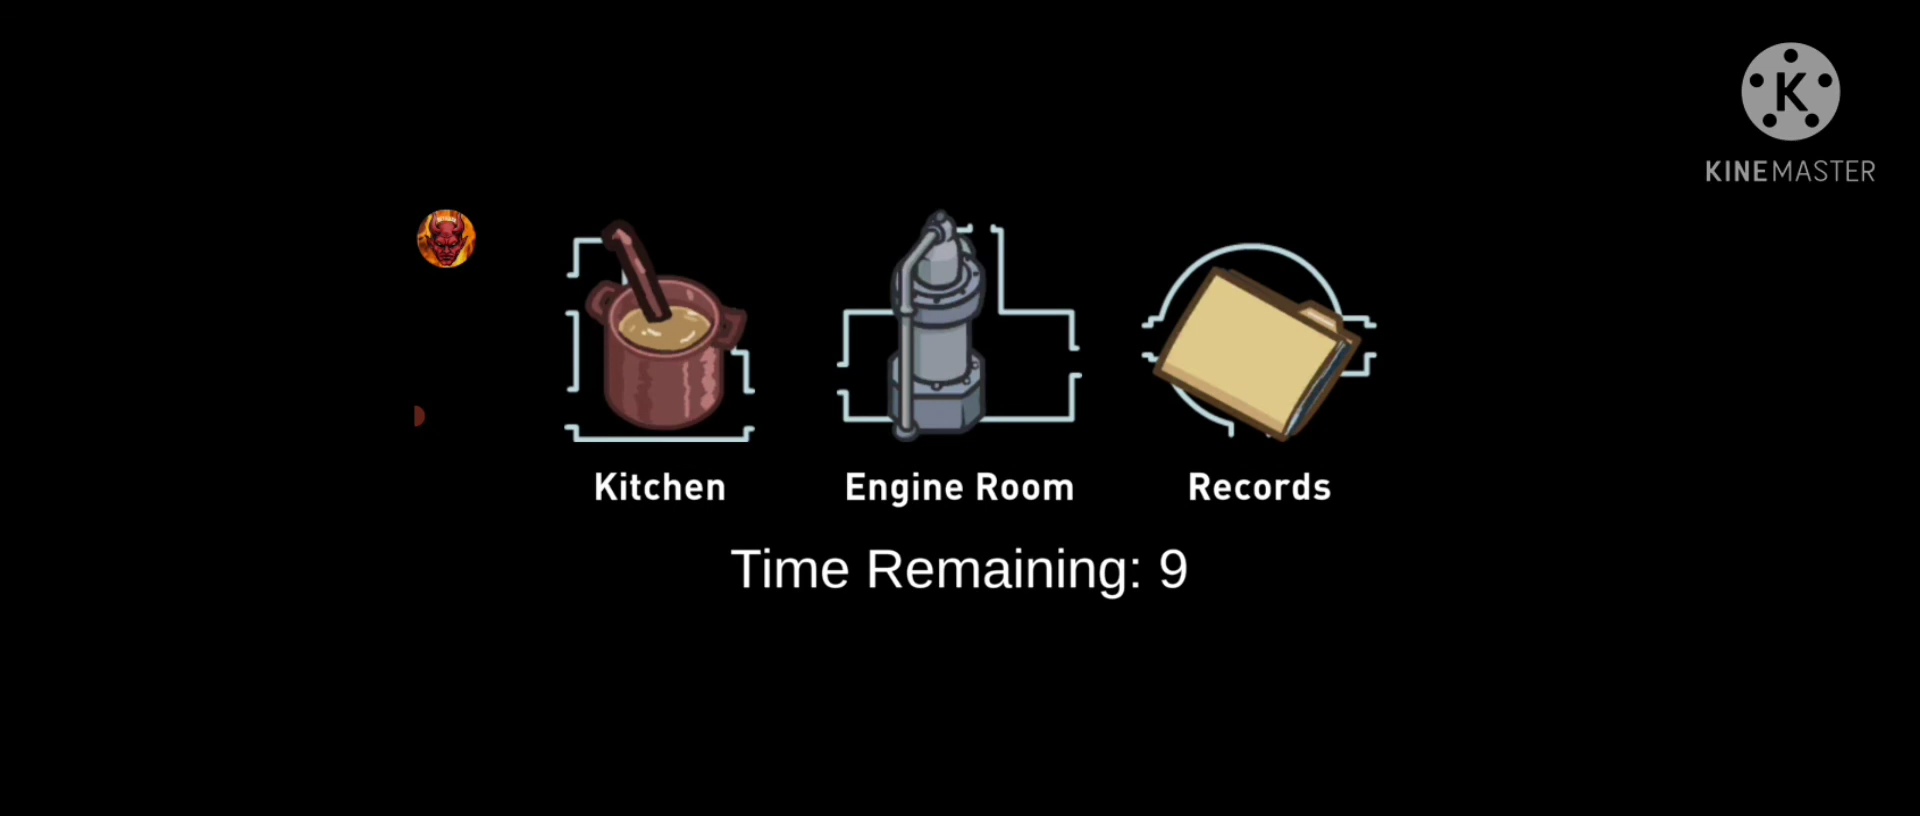 K
KINEMASTER
Kitchen
Engine Room
Records
Time Remaining: 9